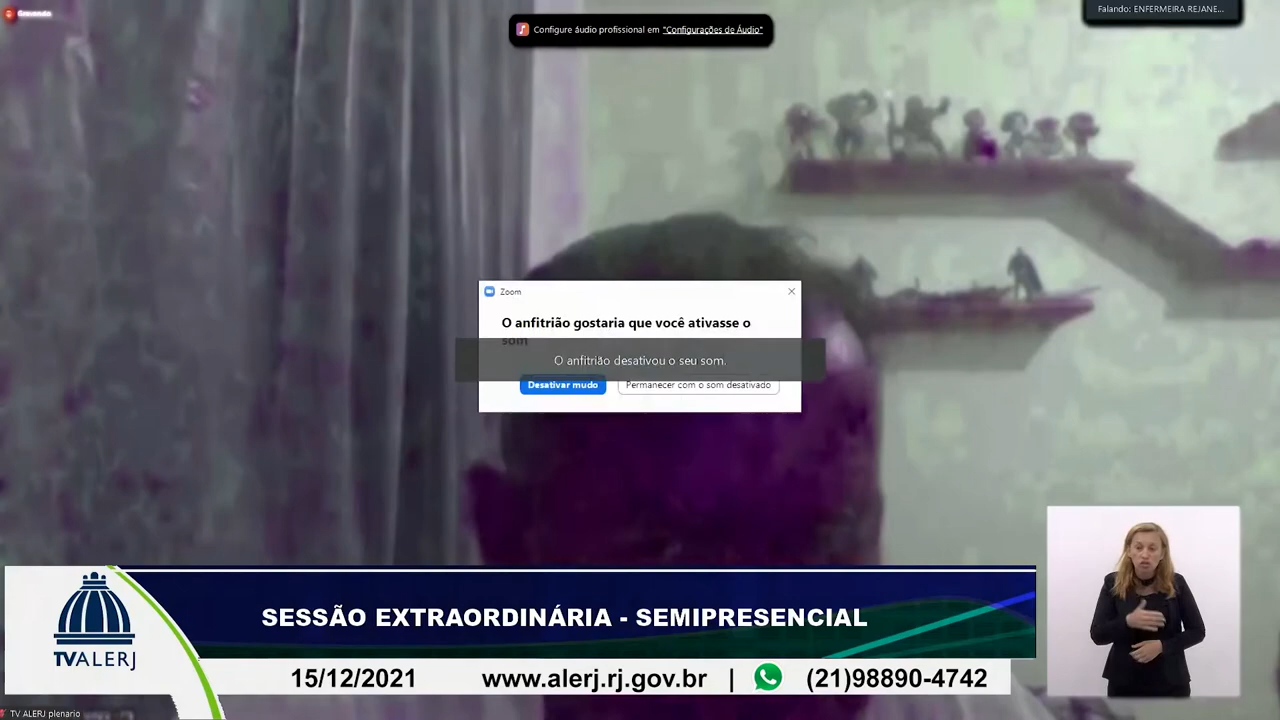 Gravando
Configure áudio profissional em "Configurações de Áudio"
Falando: ENFERMEIRA REJANE...
Zoom
O anfitrião gostaria que você ativasse o
som
O anfitrião desativou o seu som.
Desativar mudo
Permanecer com o som desativado
SESSÃO EXTRAORDINÁRIA - SEMIPRESENCIAL
TVALERJ
15/12/2021 www.alerj.rj.gov.br | (21)98890-4742
TV ALERJ plenario